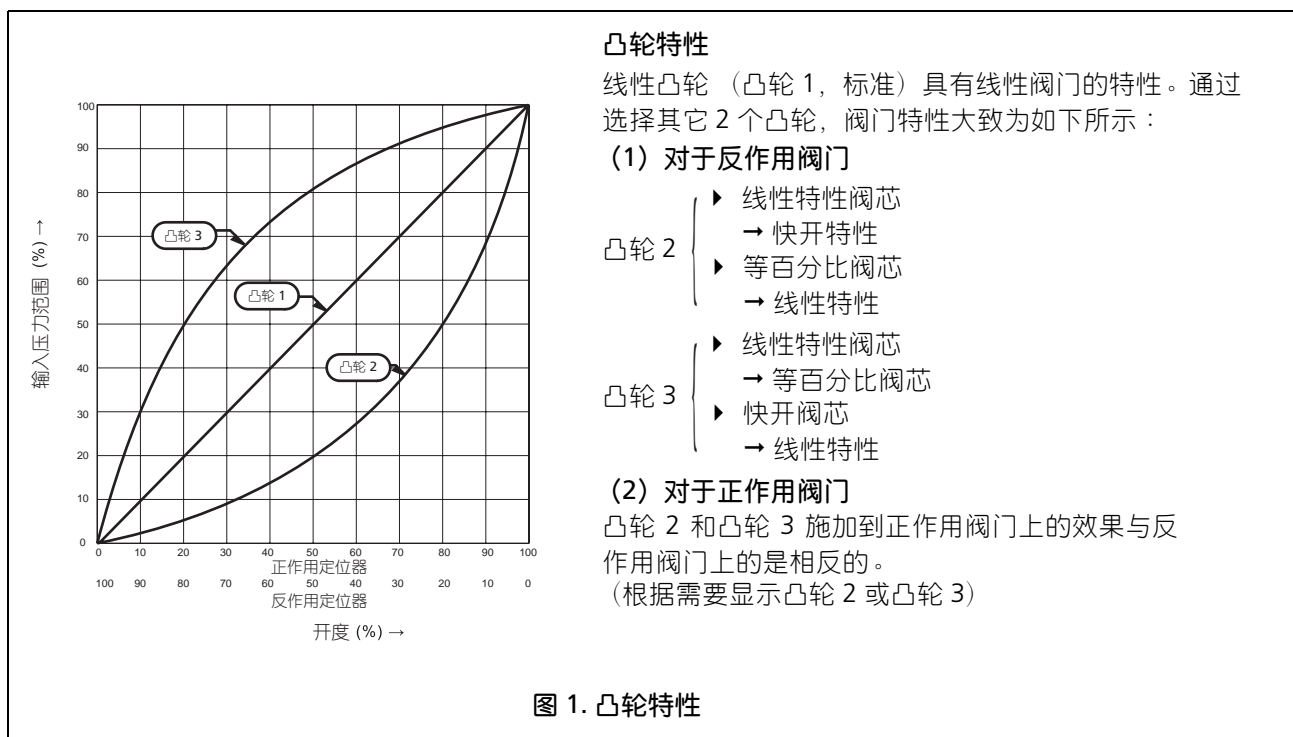 凸轮特性
线性凸轮 （凸轮 1，标准）具有线性阀门的特性。通过
选择其它 2 个凸轮，阀门特性大致为如下所示：
（1）对于反作用阀门
凸轮 2
▶ 线性特性阀芯
→ 快开特性
▶ 等百分比阀芯
→ 线性特性
凸轮 3
▶ 线性特性阀芯
→ 等百分比阀芯
▶ 快开阀芯
→ 线性特性
（2）对于正作用阀门
凸轮 2 和凸轮 3 施加到正作用阀门上的效果与反
作用阀门上的是相反的。
（根据需要显示凸轮 2 或凸轮 3）
输入压力范围 (%) →
100
90
80
70
60
50
40
30
20
10
0
凸轮 3
凸轮 1
凸轮 2
0 10 20 30 40 50 60 70 80 90 100
正作用定位器
100 90 80 70 60 50 40 30 20 10 0
反作用定位器
开度 (%) →
图 1. 凸轮特性